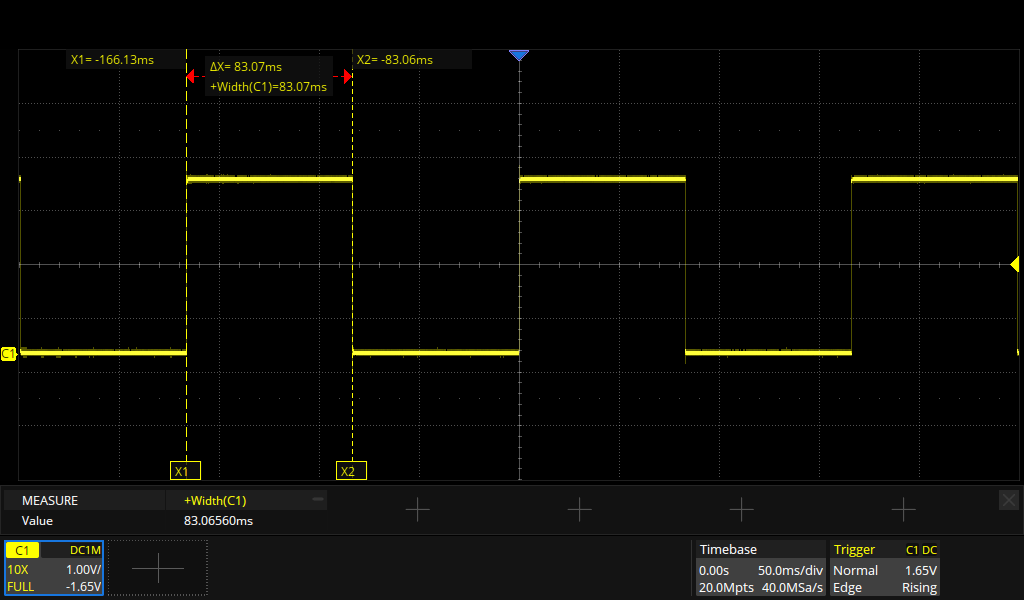 X1= -166.13ms
ΔX= 83.07ms
+Width(C1)=83.07ms
X2= -83.06ms
C1
X1
X2
MEASURE +Width(C1)
Value 83.06560ms
C1 DC1M
10X 1.00V/
FULL -1.65V
Timebase
0.00s 50.0ms/div
20.0Mpts 40.0MSa/s
Trigger C1 DC
Normal 1.65V
Edge Rising